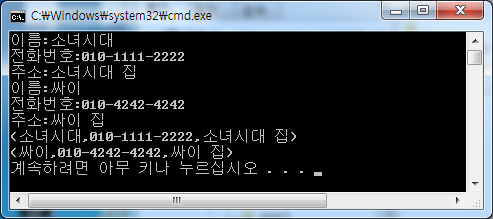 C:₩Windows₩system32₩cmd.exe
이름:소녀시대
전화번호:010-1111-2222
주소:소녀시대 집
이름:싸이
전화번호:010-4242-4242
주소:싸이 집
(소녀시대,010-1111-2222,소녀시대 집)
(싸이,010-4242-4242,싸이 집)
계속하려면 아무 키나 누르십시오 . . .